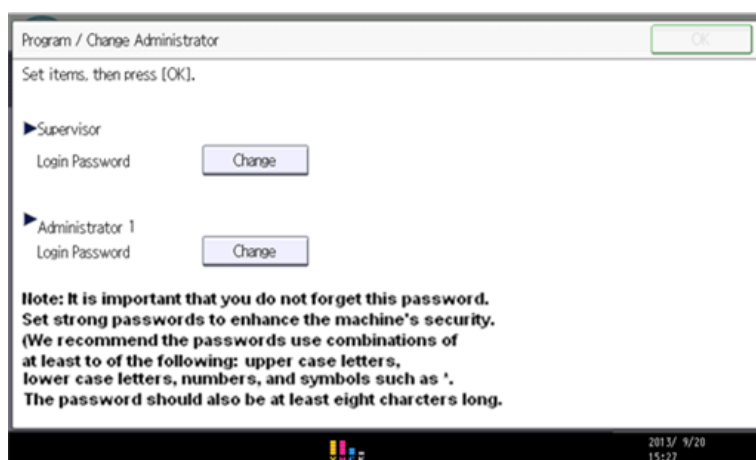 Program / Change Administrator
OK
Set items, then press [OK].
►Supervisor
Login Password
Change
►Administrator 1
Login Password
Change
Note: It is important that you do not forget this password.
Set strong passwords to enhance the machine's security.
(We recommend the passwords use combinations of
at least to of the following: upper case letters,
lower case letters, numbers, and symbols such as '.
The password should also be at least eight charcters long.
2013/ 9/20
15:27